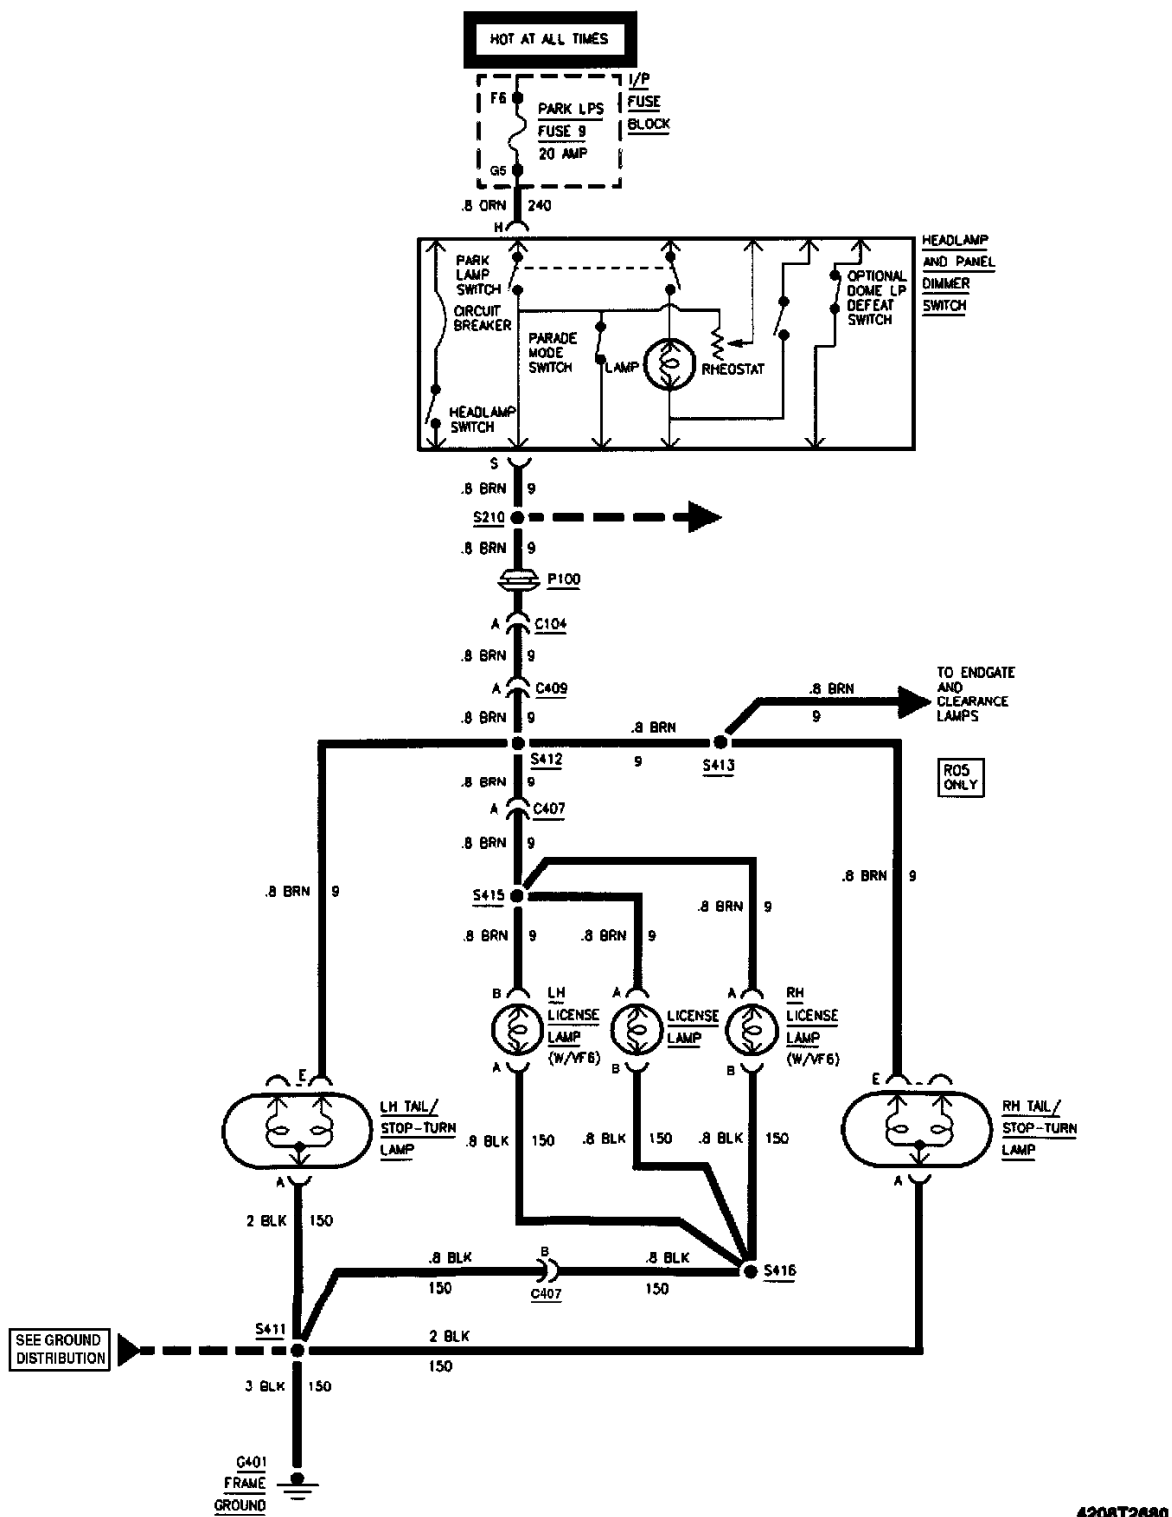 HOT AT ALL TIMES
I/P
FUSE
BLOCK
F6
PARK LPS
FUSE 9
20 AMP
G5
.8 ORN 240
H
HEADLAMP
AND PANEL
DIMMER
SWITCH
PARK
LAMP
SWITCH
CIRCUIT
BREAKER
OPTIONAL
DOME LP
DEFEAT
SWITCH
PARADE
MODE
SWITCH
LAMP
RHEOSTAT
HEADLAMP
SWITCH
S
.8 BRN 9
S210
.8 BRN 9
P100
A C104
.8 BRN 9
A C409
.8 BRN 9
S412
.8 BRN
9
S413
.8 BRN
9
TO ENDGATE
AND
CLEARANCE
LAMPS
R05
ONLY
.8 BRN 9
A C407
.8 BRN 9
.8 BRN 9
.8 BRN 9
S415
.8 BRN 9
.8 BRN 9
.8 BRN 9
B
LH
LICENSE
LAMP
(W/VF6)
A
A
LICENSE
LAMP
B
A
RH
LICENSE
LAMP
(W/VF6)
B
E
LH TAIL/
STOP-TURN
LAMP
A
E
RH TAIL/
STOP-TURN
LAMP
A
.8 BLK 150
.8 BLK 150
.8 BLK 150
2 BLK 150
.8 BLK
150
B
C407
.8 BLK
150
S416
S411
2 BLK
150
SEE GROUND
DISTRIBUTION
3 BLK 150
G401
FRAME
GROUND
4208T2680